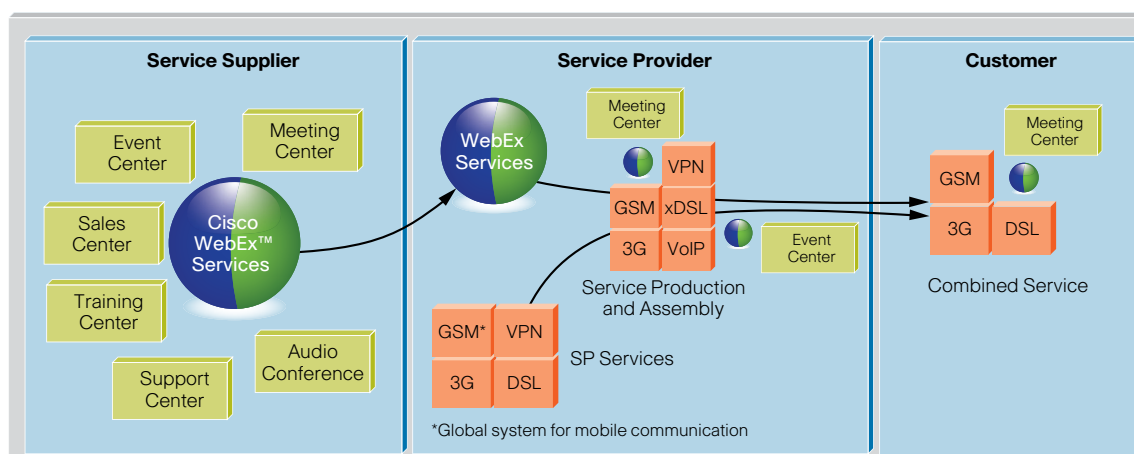 Service Supplier
Event
Center
Meeting
Center
Sales
Center
Cisco
WebEx™
Services
Training
Center
Support
Center
Audio
Conference
Service Provider
WebEx
Services
Meeting
Center
VPN
GSM
xDSL
3G
VoIP
Event
Center
Service Production
and Assembly
GSM*
VPN
3G
DSL
SP Services
*Global system for mobile communication
Customer
Meeting
Center
GSM
3G
DSL
Combined Service